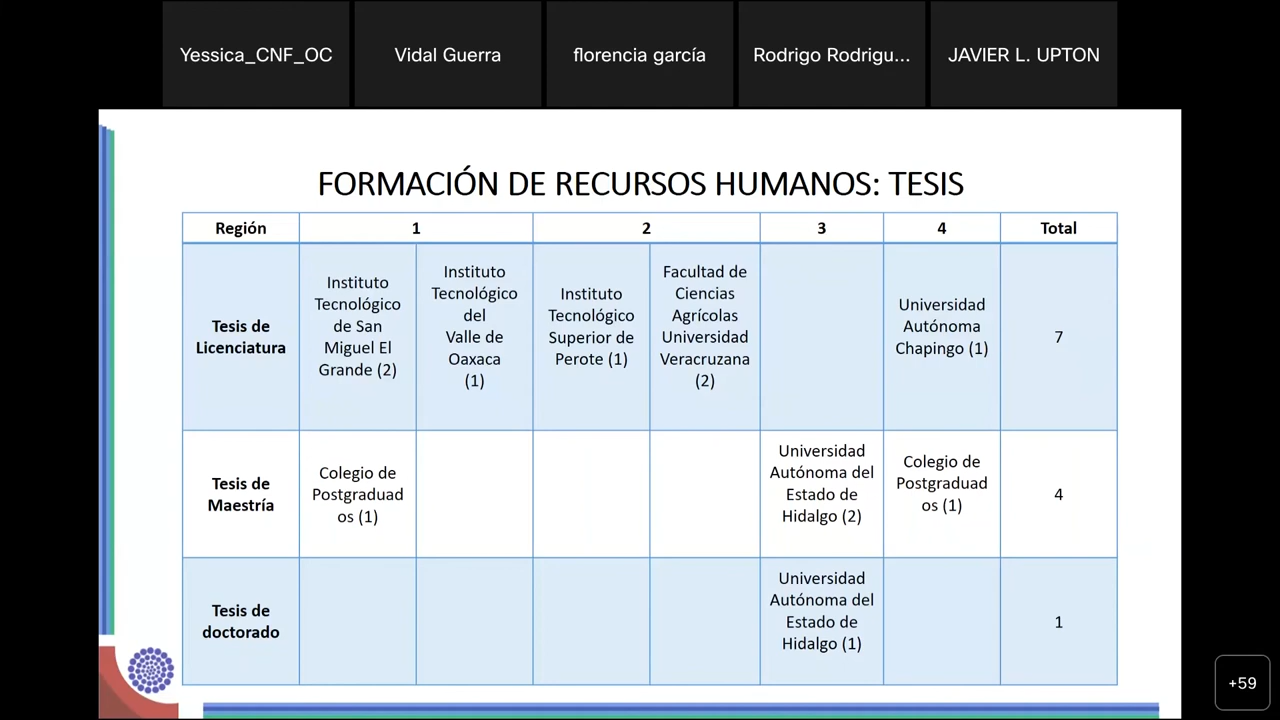 Yessica_CNF_OC
Vidal Guerra
florencia garcía
Rodrigo Rodrigu...
JAVIER L. UPTON
FORMACIÓN DE RECURSOS HUMANOS: TESIS
Región
1
2
3
4
Total
Tesis de
Licenciatura
Instituto
Tecnológico
de San
Miguel El
Grande (2)
Instituto
Tecnológico
del
Valle de
Oaxaca
(1)
Instituto
Tecnológico
Superior de
Perote (1)
Facultad de
Ciencias
Agrícolas
Universidad
Veracruzana
(2)
Universidad
Autónoma
Chapingo (1)
7
Tesis de
Maestría
Colegio de
Postgraduad
os (1)
Universidad
Autónoma del
Estado de
Hidalgo (2)
Colegio de
Postgraduad
os (1)
4
Tesis de
doctorado
Universidad
Autónoma del
Estado de
Hidalgo (1)
1
+59